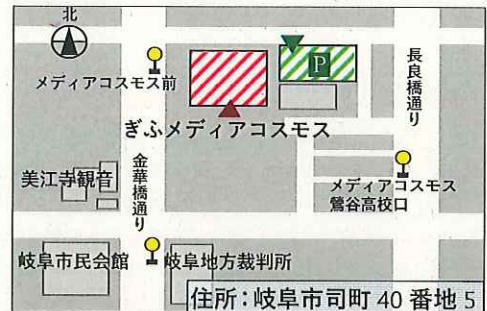 北
メディアコスモス前
P
長良橋通り
ぎふメディアコスモス
金華橋通り
美江寺観音
メディアコスモス
鶯谷高校口
岐阜市民会館
岐阜地方裁判所
住所：岐阜市司町 40 番地 5